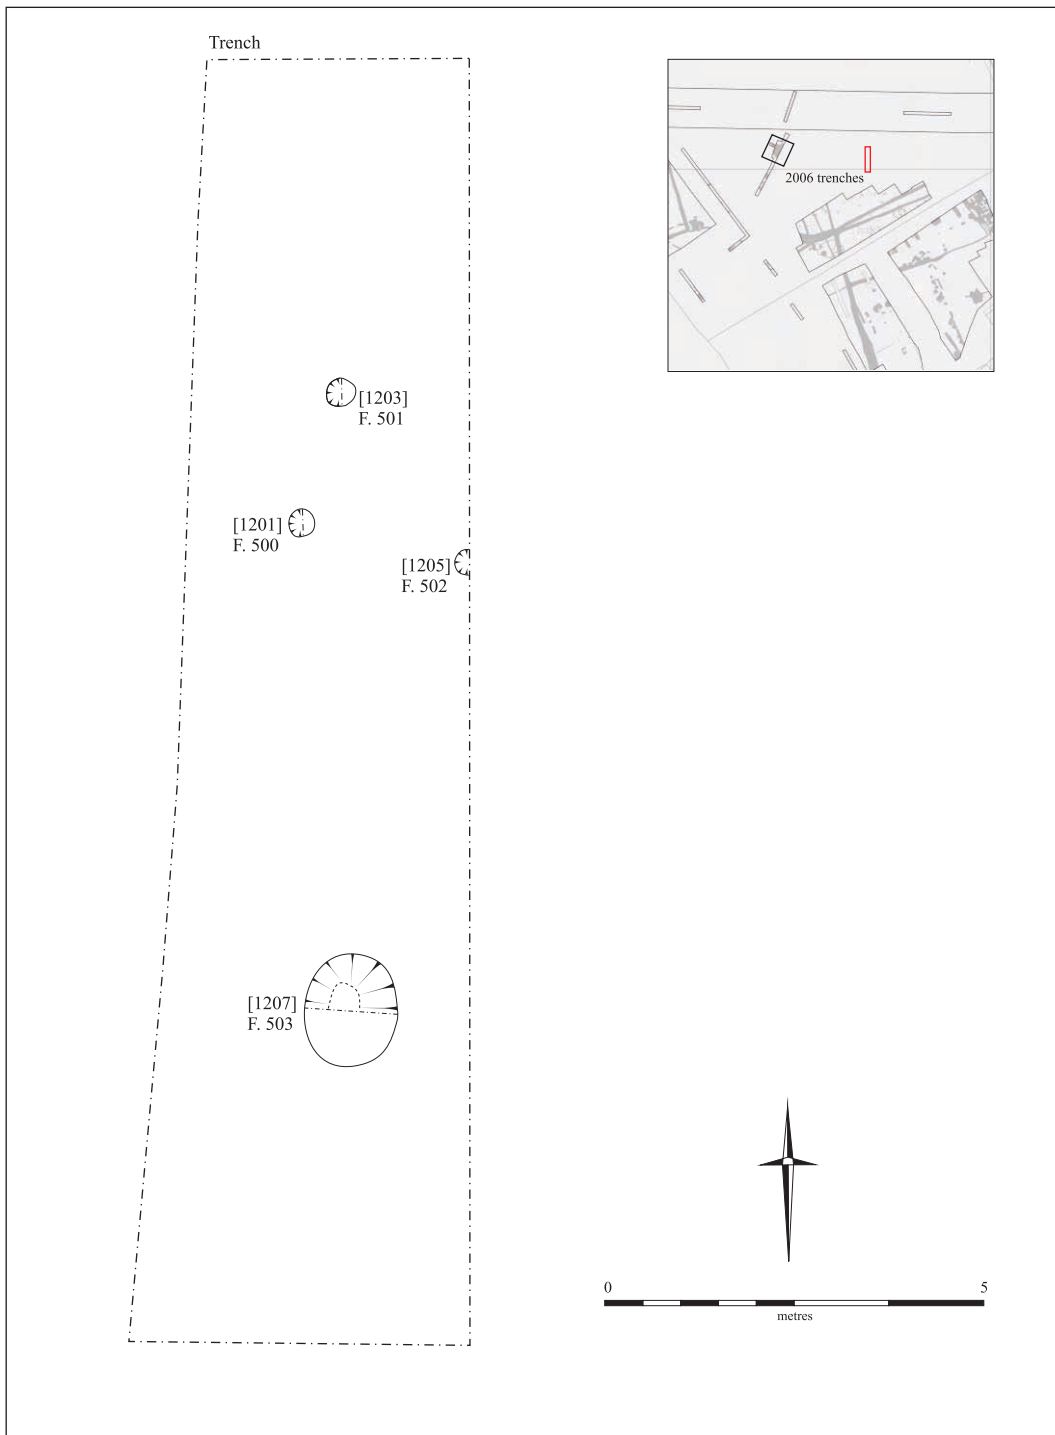 Trench
2006 trenches
[1203]
F. 501
[1201]
F. 500
[1205]
F. 502
[1207]
F. 503
0 5
metres